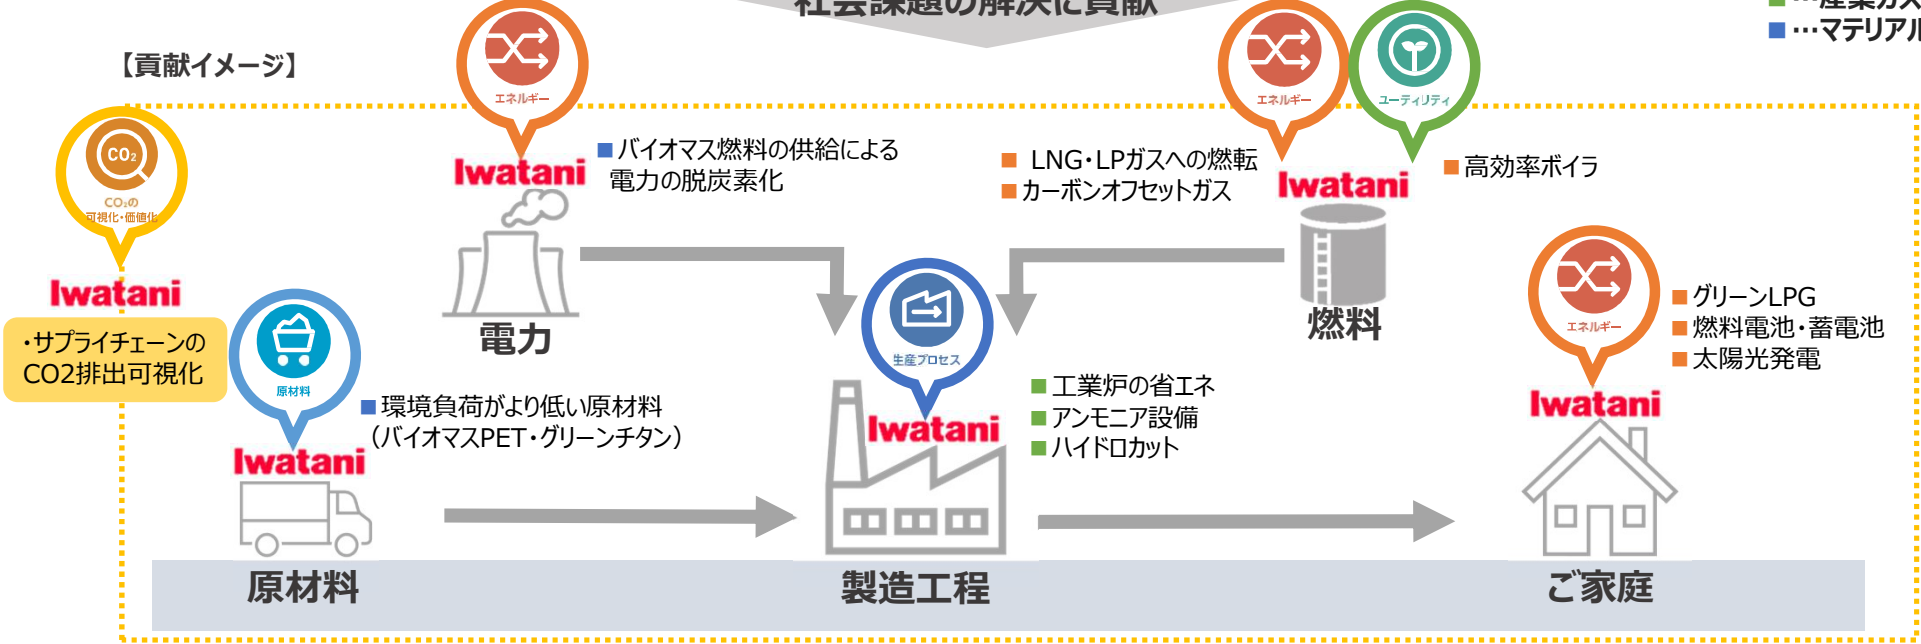 社会課題の解決に貢献
■…産業ガス
■…マテリアル
【貢献イメージ】
エネルギー
エネルギー
ユーティリティ
CO₂
CO₂の
可視化・価値化
Iwatani
・サプライチェーンの
CO2排出可視化
Iwatani
■バイオマス燃料の供給による
電力の脱炭素化
電力
■ LNG・LPガスへの燃転
■カーボンオフセットガス
Iwatani
■高効率ボイラ
燃料
原材料
■環境負荷がより低い原材料
（バイオマスPET・グリーンチタン）
Iwatani
原材料
生産プロセス
Iwatani
■工業炉の省エネ
■アンモニア設備
■ハイドロカット
製造工程
エネルギー
■グリーンLPG
■燃料電池・蓄電池
■太陽光発電
Iwatani
ご家庭